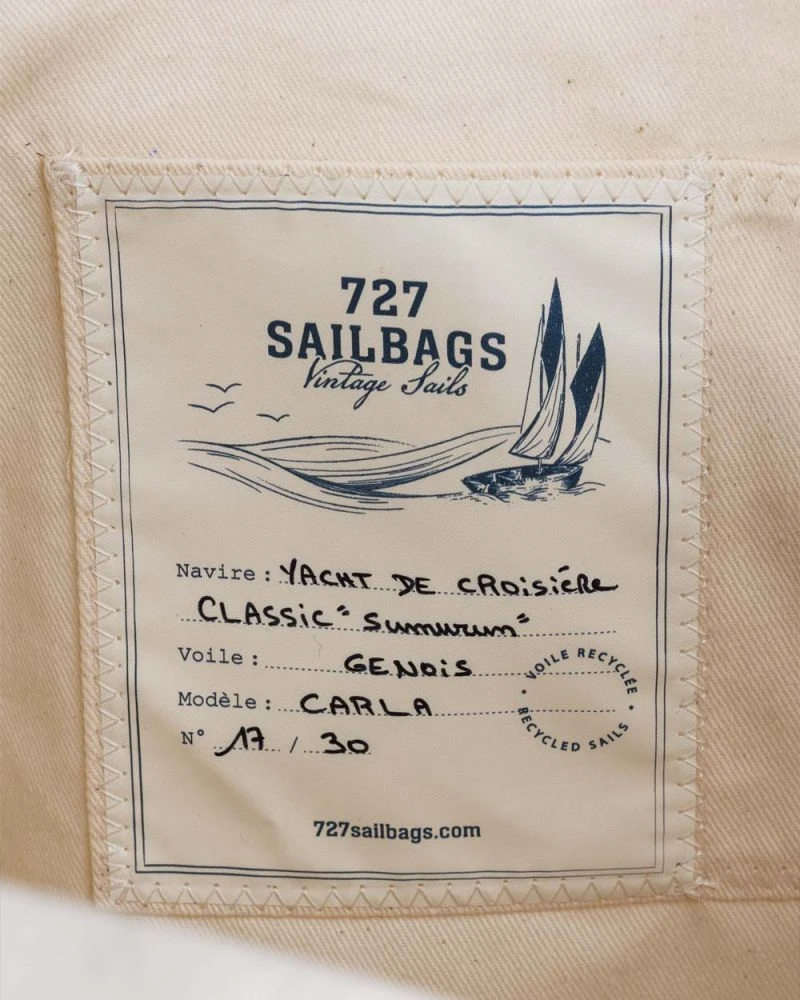 727
SAILBAGS
Vintage Sails
Navire : YACHT DE CROISIÈRE
CLASSIC "Sumurun"
Voile : GENOIS
Modèle : CARLA
N° 17 / 30
VOILE RECYCLÉE • RECYCLED SAILS •
727sailbags.com